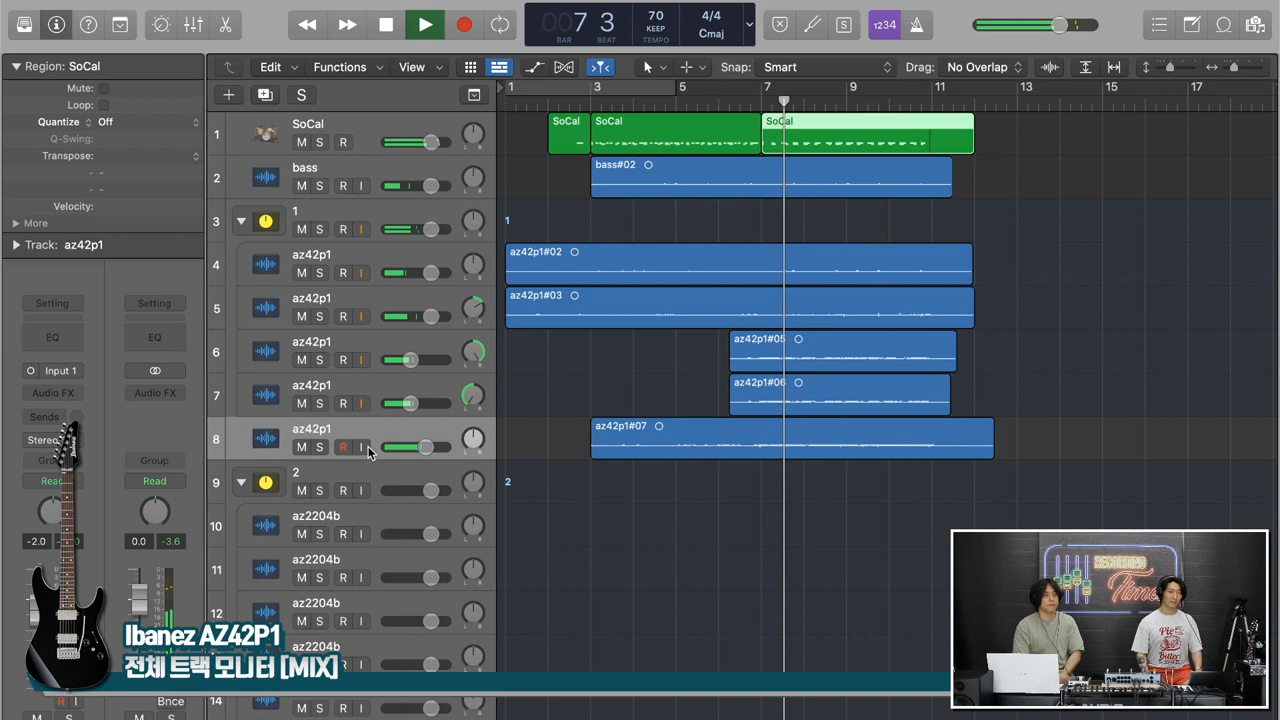 007 3
BAR BEAT
70
KEEP
TEMPO
4/4
Cmaj
1234
Region: SoCal
Mute:
Loop:
Quantize Off
Q-Swing:
Transpose:
Velocity:
More
Track: az42p1
Edit Functions View
Snap: Smart
Drag: No Overlap
S
1 3 5 7 9 11 13 15 17
1 SoCal
M S R
SoCal SoCal SoCal
2 bass
M S R I
bass#02
3 1
M S R I
1
4 az42p1
M S R I
az42p1#02
5 az42p1
M S R I
az42p1#03
6 az42p1
M S R I
az42p1#05
7 az42p1
M S R I
az42p1#06
8 az42p1
M S R I
az42p1#07
9 2
M S R I
2
10 az2204b
M S R I
11 az2204b
M S R I
12 az2204b
M S R I
az2204b
14
M S R I
Setting Setting
EQ EQ
Input 1
Audio FX Audio FX
Sends
Stereo
Group
Read Read
-2.0
0.0 -3.6
R I Bnce
M S M S
Ibanez AZ42P1
전체 트랙 모니터 [MIX]
RECORDING
Time